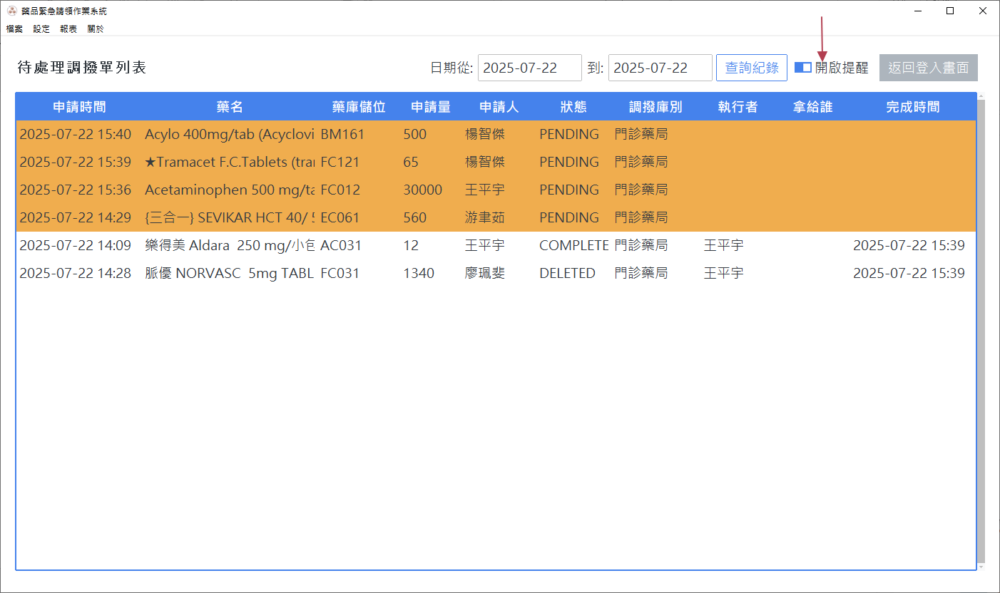 藥品緊急請領作業系統
檔案 設定 報表 關於
待處理調撥單列表 日期從: 2025-07-22 到: 2025-07-22 查詢紀錄 開啟提醒 返回登入畫面
申請時間 藥名 藥庫儲位 申請量 申請人 狀態 調撥庫別 執行者 拿給誰 完成時間
2025-07-22 15:40 Acylo 400mg/tab (Acyclovi BM161 500 楊智傑 PENDING 門診藥局
2025-07-22 15:39 ★Tramacet F.C.Tablets (trar FC121 65 楊智傑 PENDING 門診藥局
2025-07-22 15:36 Acetaminophen 500 mg/ta FC012 30000 王平宇 PENDING 門診藥局
2025-07-22 14:29 {三合一} SEVIKAR HCT 40/ 5 EC061 560 游聿茹 PENDING 門診藥局
2025-07-22 14:09 樂得美 Aldara 250 mg/小包 AC031 12 王平宇 COMPLETE 門診藥局 王平宇 2025-07-22 15:39
2025-07-22 14:28 脈優 NORVASC 5mg TABL FC031 1340 廖珮斐 DELETED 門診藥局 王平宇 2025-07-22 15:39